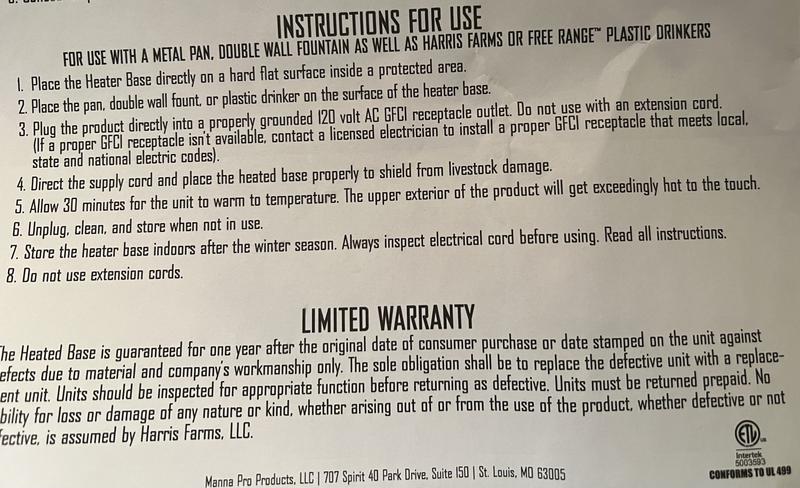 INSTRUCTIONS FOR USE
FOR USE WITH A METAL PAN, DOUBLE WALL FOUNTAIN AS WELL AS HARRIS FARMS OR FREE RANGE™ PLASTIC DRINKERS
1. Place the Heater Base directly on a hard flat surface inside a protected area.
2. Place the pan, double wall fount, or plastic drinker on the surface of the heater base.
3. Plug the product directly into a properly grounded 120 volt AC GFCI receptacle outlet. Do not use with an extension cord.
(If a proper GFCI receptacle isn't available, contact a licensed electrician to install a proper GFCI receptacle that meets local,
state and national electric codes).
4. Direct the supply cord and place the heated base properly to shield from livestock damage.
5. Allow 30 minutes for the unit to warm to temperature. The upper exterior of the product will get exceedingly hot to the touch.
6. Unplug, clean, and store when not in use.
7. Store the heater base indoors after the winter season. Always inspect electrical cord before using. Read all instructions.
8. Do not use extension cords.
LIMITED WARRANTY
The Heated Base is guaranteed for one year after the original date of consumer purchase or date stamped on the unit against
efects due to material and company's workmanship only. The sole obligation shall be to replace the defective unit with a replace-
ent unit. Units should be inspected for appropriate function before returning as defective. Units must be returned prepaid. No
bility for loss or damage of any nature or kind, whether arising out of or from the use of the product, whether defective or not
fective, is assumed by Harris Farms, LLC.
ETL
US
Intertek
5003593
CONFORMS TO UL 499
Manna Pro Products, LLC | 707 Spirit 40 Park Drive, Suite 150 | St. Louis, MO 63005